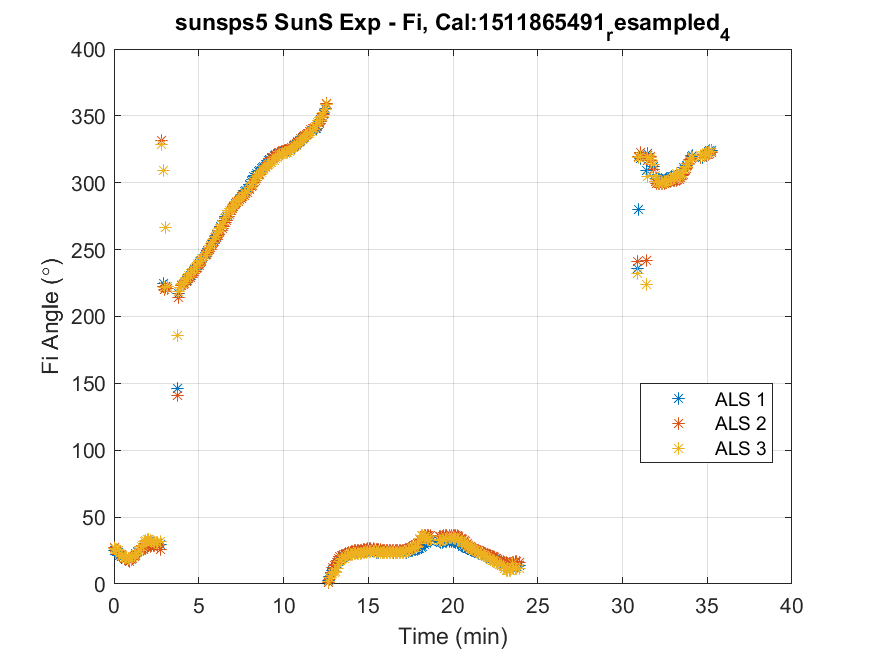 sunsps5 SunS Exp - Fi, Cal:1511865491resampled4
400
350
300
250
200
150
100
50
0
Fi Angle (°)
ALS 1
ALS 2
ALS 3
0 5 10 15 20 25 30 35 40
Time (min)